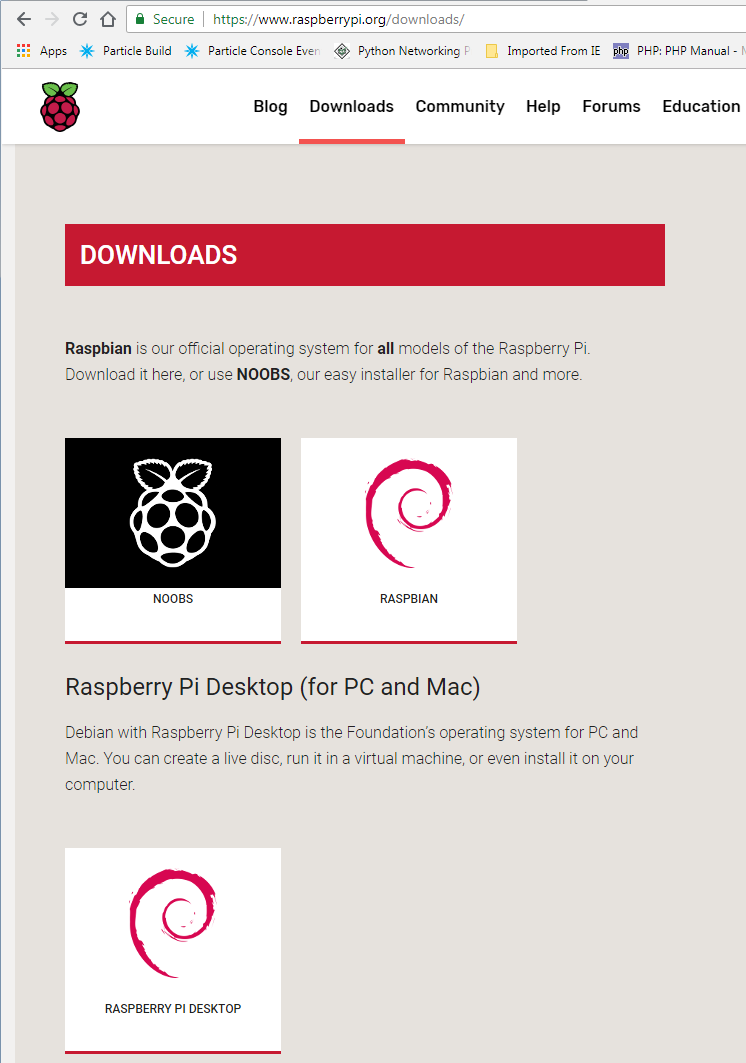 Secure https://www.raspberrypi.org/downloads/
Apps Particle Build Particle Console Even Python Networking Imported From IE php PHP: PHP Manual -
Blog Downloads Community Help Forums Education
DOWNLOADS
Raspbian is our official operating system for all models of the Raspberry Pi.
Download it here, or use NOOBS, our easy installer for Raspbian and more.
NOOBS RASPBIAN
Raspberry Pi Desktop (for PC and Mac)
Debian with Raspberry Pi Desktop is the Foundation’s operating system for PC and
Mac. You can create a live disc, run it in a virtual machine, or even install it on your
computer.
RASPBERRY PI DESKTOP